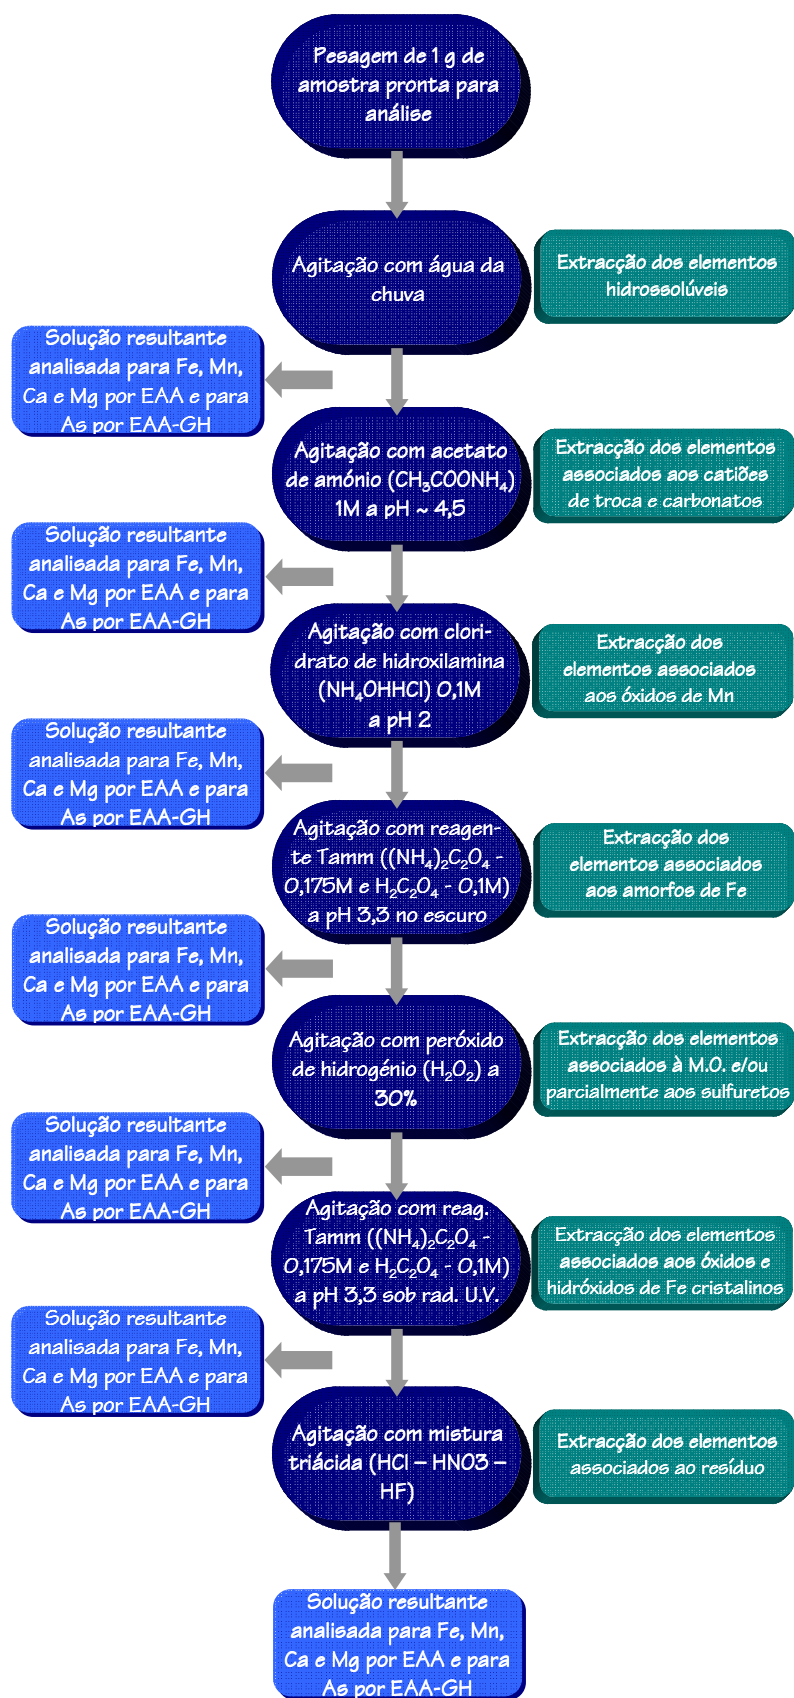 Pesagem de 1 g de
amostra pronta para
análise
Agitação com água da
chuva
Extracção dos elementos
hidrossolúveis
Solução resultante
analisada para Fe, Mn,
Ca e Mg por EAA e para
As por EAA-GH
Agitação com acetato
de amónio (CH₃COONH₄)
1M a pH ~ 4,5
Extracção dos elementos
associados aos catiões
de troca e carbonatos
Solução resultante
analisada para Fe, Mn,
Ca e Mg por EAA e para
As por EAA-GH
Agitação com clori-
drato de hidroxilamina
(NH₄OHHCl) 0,1M
a pH 2
Extracção dos
elementos associados
aos óxidos de Mn
Solução resultante
analisada para Fe, Mn,
Ca e Mg por EAA e para
As por EAA-GH
Agitação com reagen-
te Tamm ((NH₄)₂C₂O₄ -
0,175M e H₂C₂O₄ - 0,1M)
a pH 3,3 no escuro
Extracção dos
elementos associados
aos amorfos de Fe
Solução resultante
analisada para Fe, Mn,
Ca e Mg por EAA e para
As por EAA-GH
Agitação com peróxido
de hidrogénio (H₂O₂) a
30%
Extracção dos elementos
associados à M.O. e/ou
parcialmente aos sulfuretos
Solução resultante
analisada para Fe, Mn,
Ca e Mg por EAA e para
As por EAA-GH
Agitação com reag.
Tamm ((NH₄)₂C₂O₄ -
0,175M e H₂C₂O₄ - 0,1M)
a pH 3,3 sob rad. U.V.
Extracção dos elementos
associados aos óxidos e
hidróxidos de Fe cristalinos
Solução resultante
analisada para Fe, Mn,
Ca e Mg por EAA e para
As por EAA-GH
Agitação com mistura
triácida (HCl – HNO3 –
HF)
Extracção dos elementos
associados ao resíduo
Solução resultante
analisada para Fe, Mn,
Ca e Mg por EAA e para
As por EAA-GH